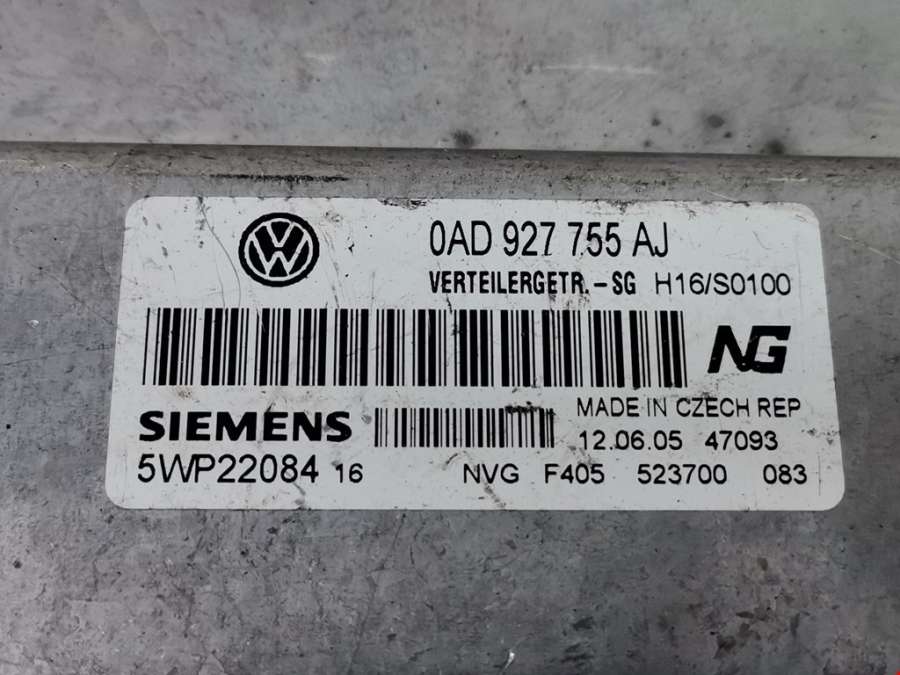 0AD 927 755 AJ
VERTEILERGETR.-SG H16/S0100
NG
SIEMENS
MADE IN CZECH REP
12.06.05 47093
5WP22084 16
NVG F405 523700 083